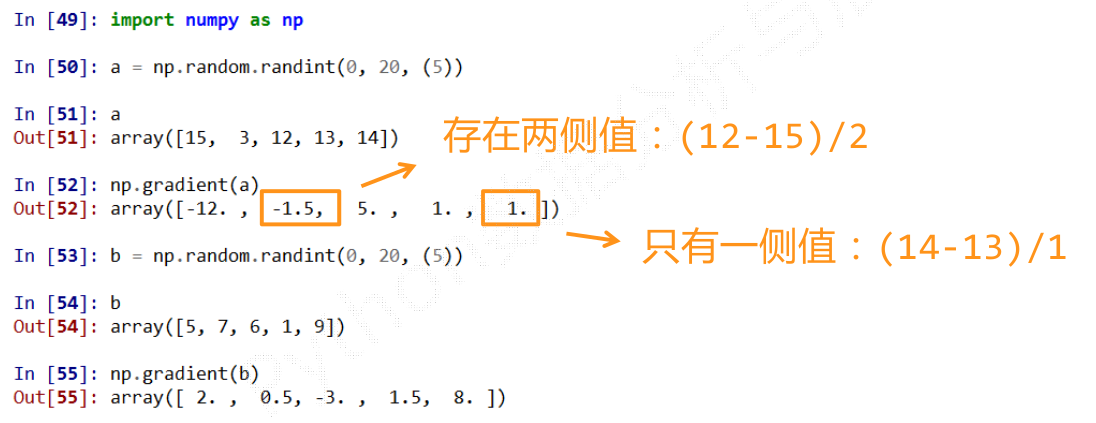 In [49]: import numpy as np
In [50]: a = np.random.randint(0, 20, (5))
In [51]: a
Out[51]: array([15,  3, 12, 13, 14])
存在两侧值：(12-15)/2
In [52]: np.gradient(a)
Out[52]: array([-12. ,  -1.5,   5. ,   1. ,   1. ])
只有一侧值：(14-13)/1
In [53]: b = np.random.randint(0, 20, (5))
In [54]: b
Out[54]: array([5, 7, 6, 1, 9])
In [55]: np.gradient(b)
Out[55]: array([ 2. ,  0.5, -3. ,  1.5,  8. ])